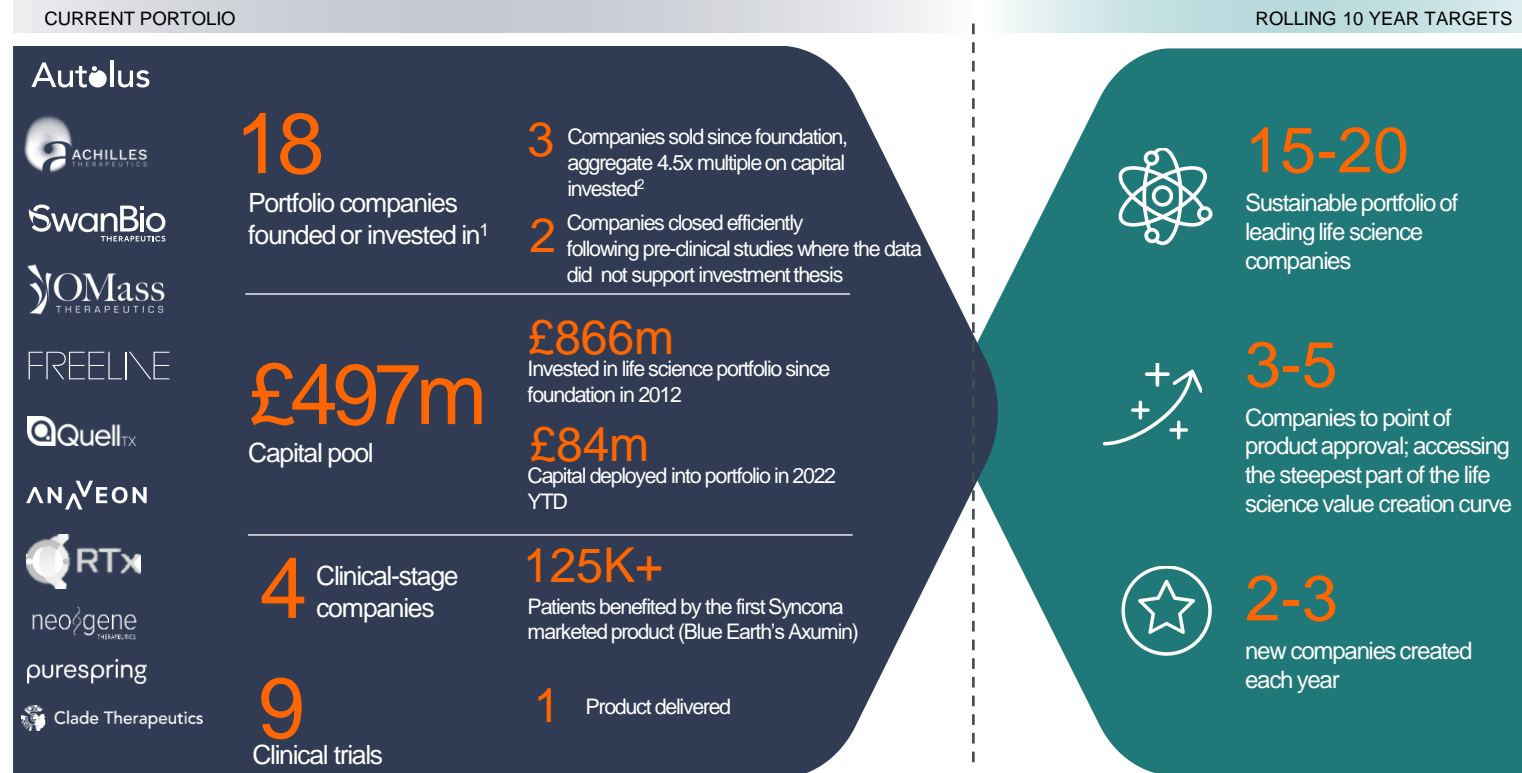 CURRENT PORTOLIO
ROLLING 10 YEAR TARGETS
Autolus
ACHILLES
THERAPEUTICS
SwanBio
THERAPEUTICS
OMass
THERAPEUTICS
FREELINE
Quell TX
ANAVEON
RTx
neogene
THERAPEUTICS
purespring
Clade Therapeutics
18
Portfolio companies
founded or invested in1
3
Companies sold since foundation,
aggregate 4.5x multiple on capital
invested2
2
Companies closed efficiently
following pre-clinical studies where the data
did not support investment thesis
£497m
Capital pool
£866m
Invested in life science portfolio since
foundation in 2012
£84m
Capital deployed into portfolio in 2022
YTD
4
Clinical-stage
companies
125K+
Patients benefited by the first Syncona
marketed product (Blue Earth's Axumin)
9
Clinical trials
1
Product delivered
15-20
Sustainable portfolio of
leading life science
companies
3-5
Companies to point of
product approval; accessing
the steepest part of the life
science value creation curve
2-3
new companies created
each year